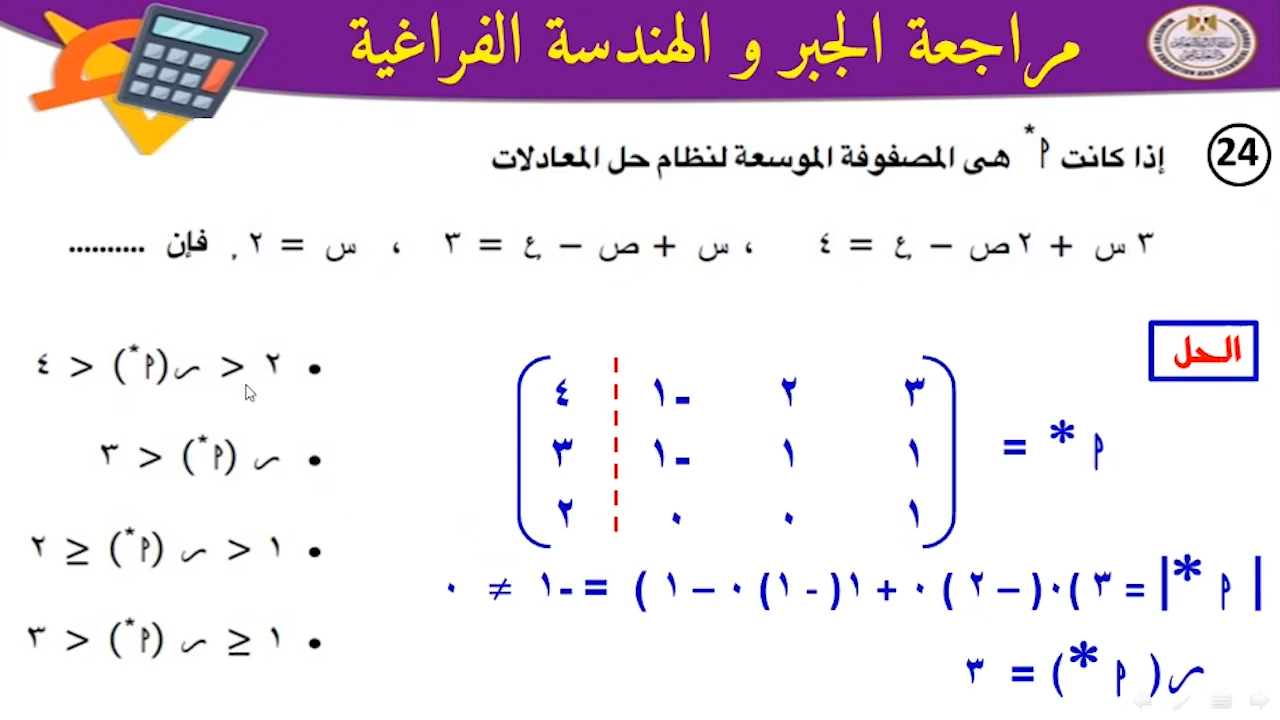 مراجعة الجبر و الهندسة الفراغية
24
إذا كانت أ* هى المصفوفة الموسعة لنظام حل المعادلات
٣ س + ٢ ص − ع = ٤ ، س + ص − ع = ٣ ، س = ٢ , فإن ..........
الحل
• ٢ < ر(أ*) < ٤
• ر (أ*) < ٣
• ١ < ر (أ*) ≤ ٢
• ١ ≤ ر (أ*) < ٣
أ * =
٣ ٢ -١ ٤
١ ١ -١ ٣
١ ٠ ٠ ٢
| أ *| = ٣ (٠ (− ٢ ) ٠ + ١ (-١ ) ٠ − ١ ) = -١ ≠ ٠
ر( أ *) = ٣